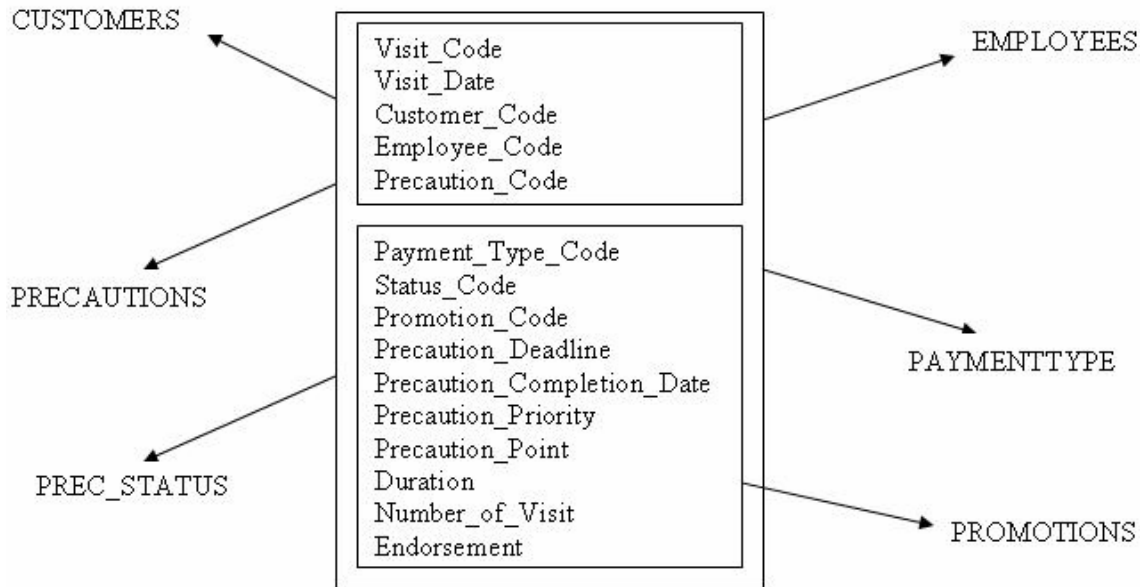 CUSTOMERS
EMPLOYEES
Visit_Code
Visit_Date
Customer_Code
Employee_Code
Precaution_Code
PRECAUTIONS
Payment_Type_Code
Status_Code
Promotion_Code
Precaution_Deadline
Precaution_Completion_Date
Precaution_Priority
Precaution_Point
Duration
Number_of_Visit
Endorsement
PAYMENTTYPE
PREC_STATUS
PROMOTIONS